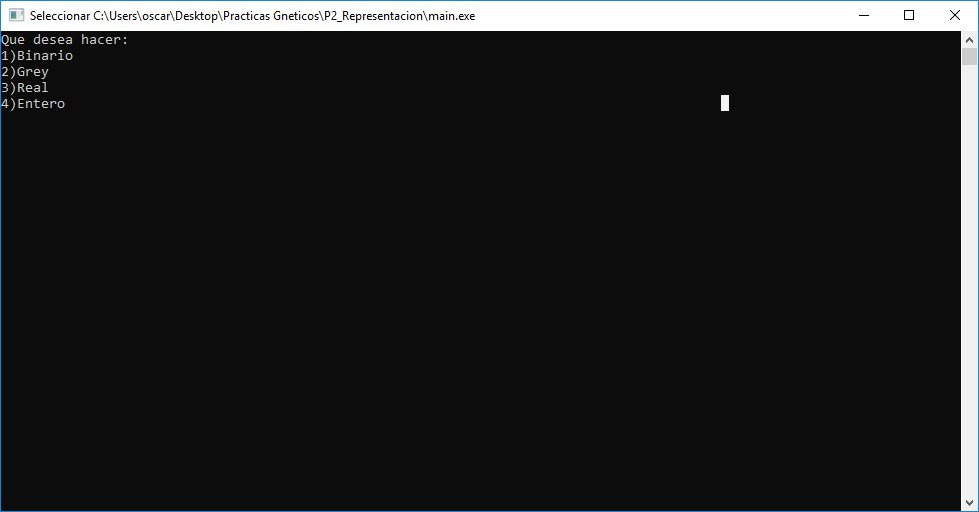 Seleccionar C:\Users\oscar\Desktop\Practicas Gneticos\P2_Representacion\main.exe
Que desea hacer:
1)Binario
2)Grey
3)Real
4)Entero